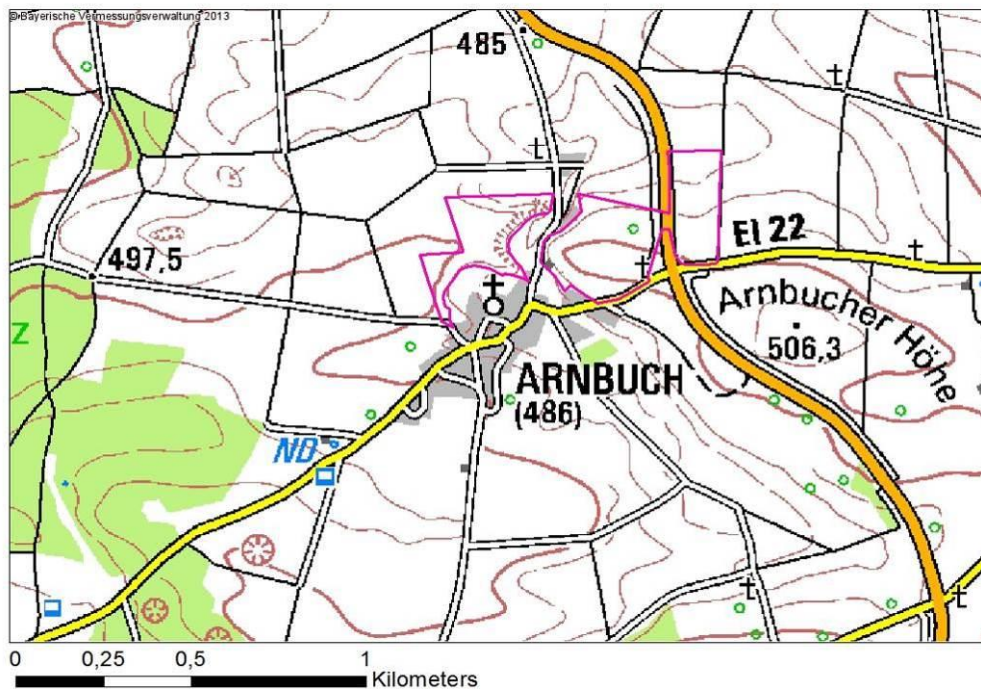 © Bayerische Vermessungsverwaltung 2013
485
EI 22
497,5
Arnbucher Höhe
506,3
Z
ARNBUCH
(486)
ND
0 0,25 0,5 1
Kilometers